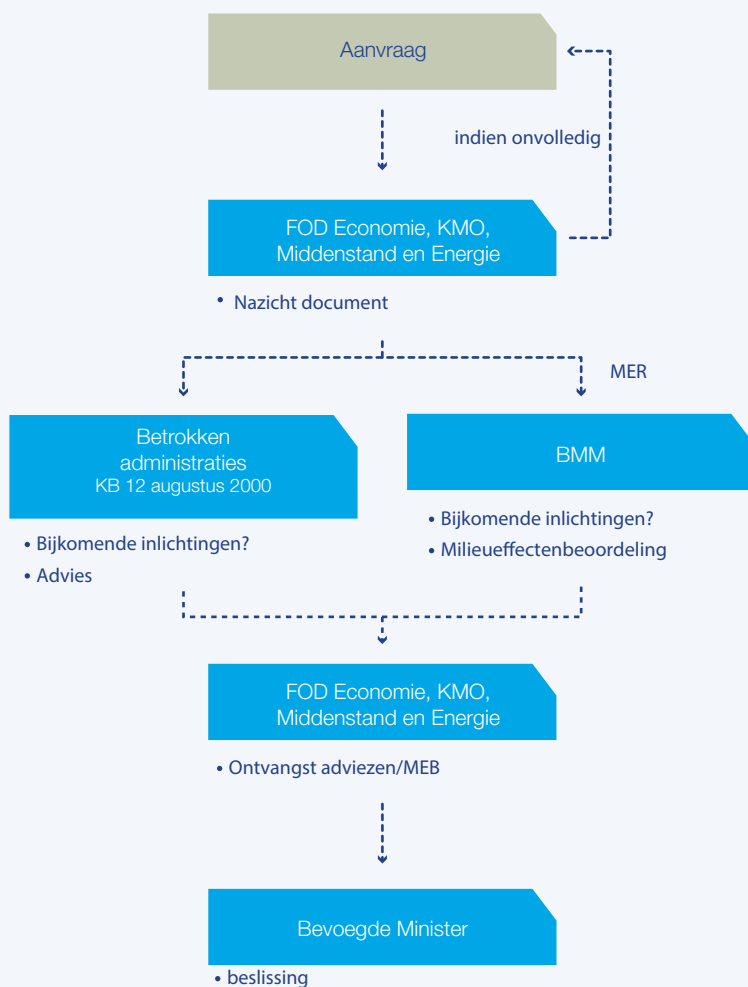 Aanvraag
indien onvolledig
FOD Economie, KMO,
Middenstand en Energie
• Nazicht document
MER
Betrokken
administraties
KB 12 augustus 2000
• Bijkomende inlichtingen?
• Advies
BMM
• Bijkomende inlichtingen?
• Milieueffectenbeoordeling
FOD Economie, KMO,
Middenstand en Energie
• Ontvangst adviezen/MEB
Bevoegde Minister
• beslissing